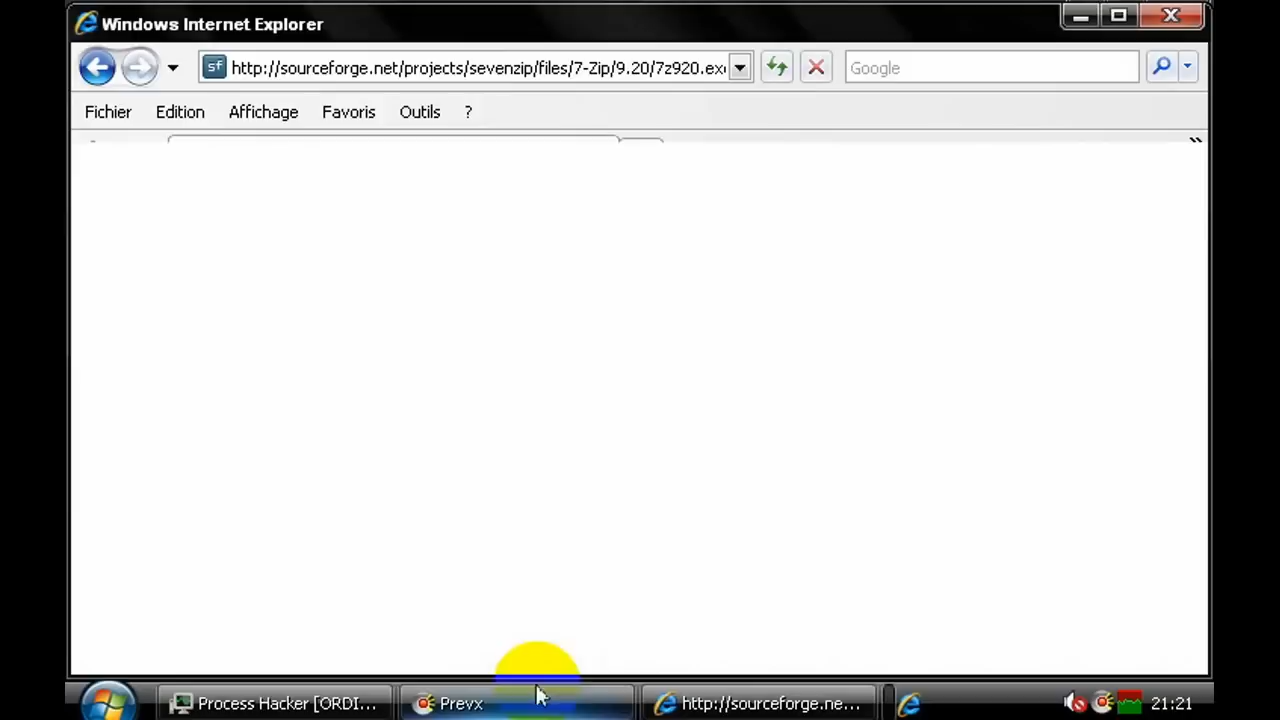 Windows Internet Explorer
sf http://sourceforge.net/projects/sevenzip/files/7-Zip/9.20/7z920.ex Google
Fichier Edition Affichage Favoris Outils ?
»
Process Hacker [ORDI... Prevx http://sourceforge.ne... 21:21